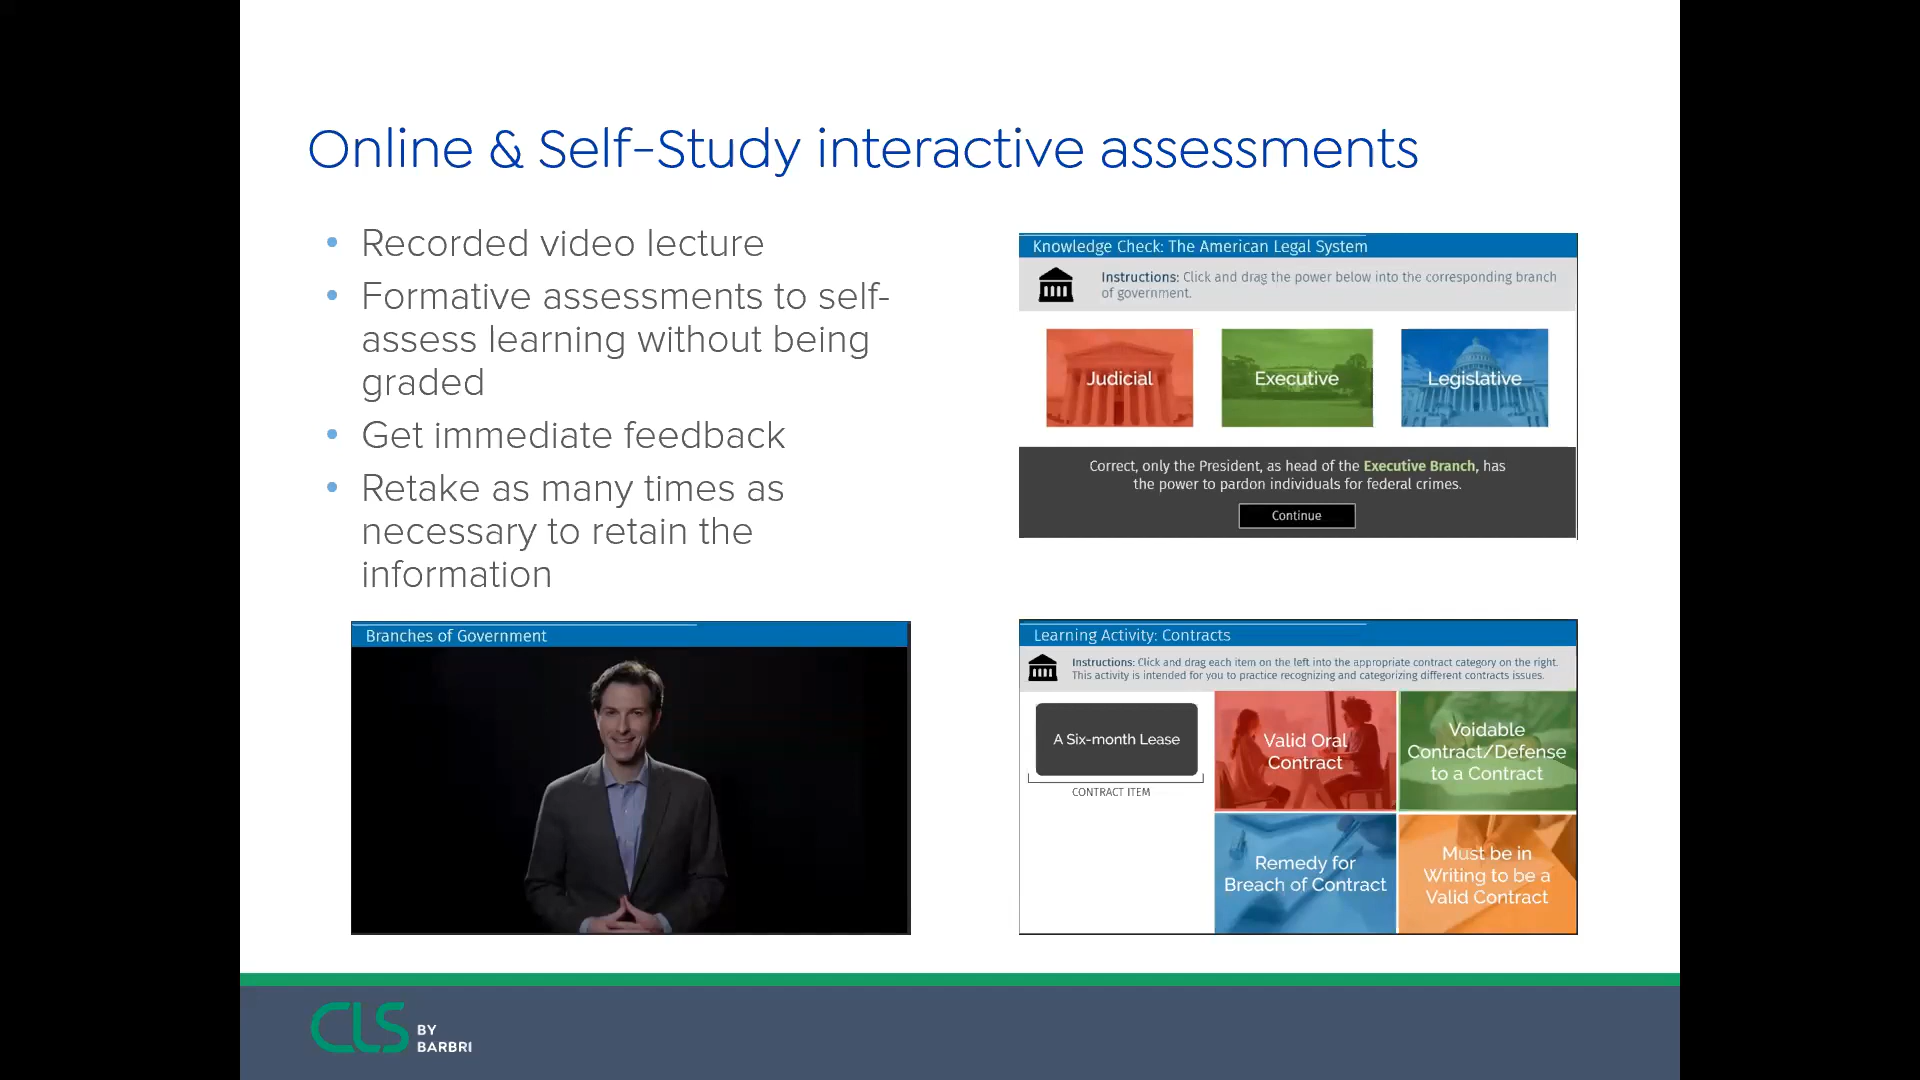 Online & Self-Study interactive assessments
• Recorded video lecture
• Formative assessments to self-
assess learning without being
graded
• Get immediate feedback
• Retake as many times as
necessary to retain the
information
Knowledge Check: The American Legal System
Instructions: Click and drag the power below into the corresponding branch
of government.
Judicial
Executive
Legislative
Correct, only the President, as head of the Executive Branch, has
the power to pardon individuals for federal crimes.
Continue
Branches of Government
Learning Activity: Contracts
Instructions: Click and drag each item on the left into the appropriate contract category on the right.
This activity is intended for you to practice recognizing and categorizing different contracts issues.
A Six-month Lease
CONTRACT ITEM
Valid Oral
Contract
Voidable
Contract/Defense
to a Contract
Remedy for
Breach of Contract
Must be in
Writing to be a
Valid Contract
CLS BY
BARBRI